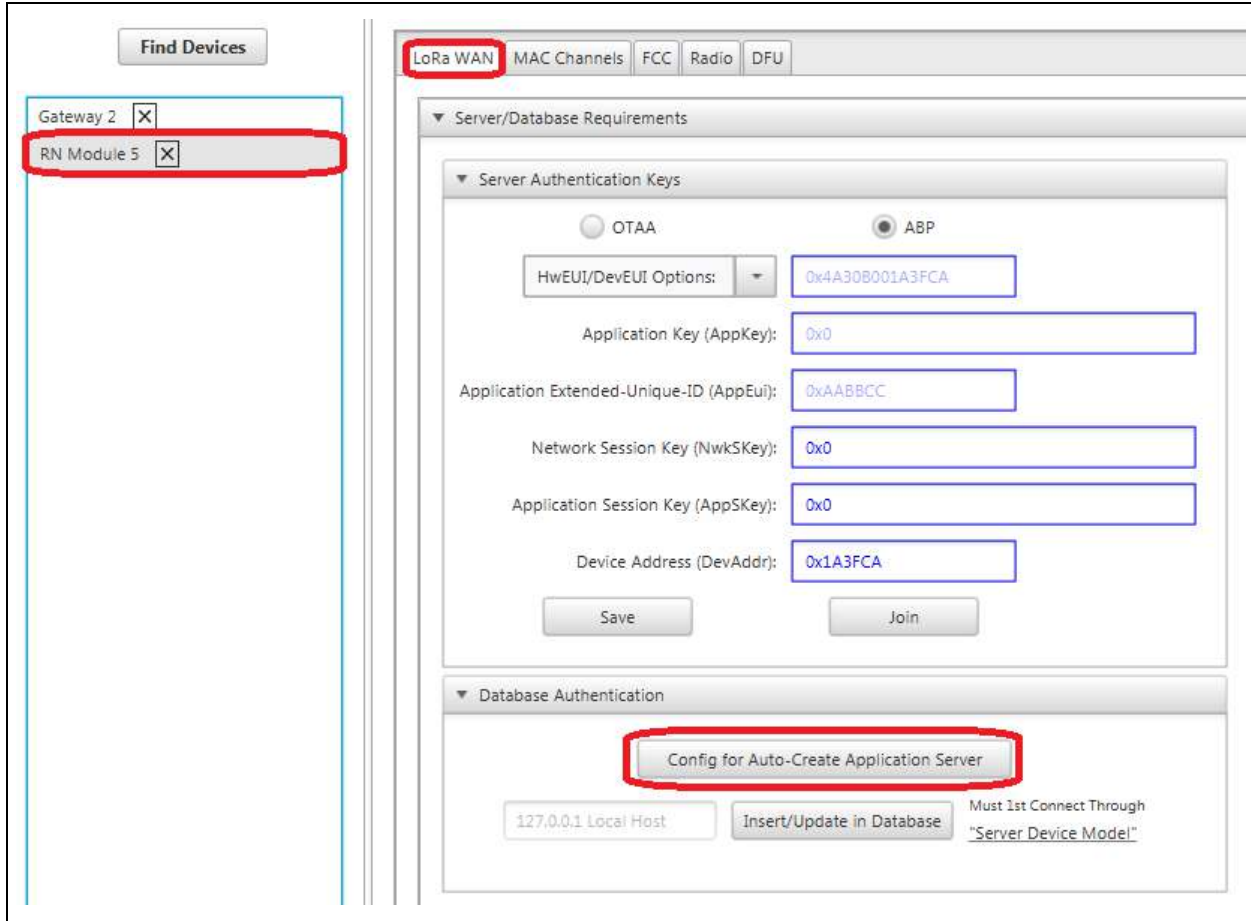 Find Devices
Gateway 2
RN Module 5
LoRa WAN MAC Channels FCC Radio DFU
Server/Database Requirements
Server Authentication Keys
OTAA ABP
HwEUI/DevEUI Options: 0x4A30B001A3FCA
Application Key (AppKey): 0x0
Application Extended-Unique-ID (AppEui): 0xAABBCC
Network Session Key (NwkSKey): 0x0
Application Session Key (AppSKey): 0x0
Device Address (DevAddr): 0x1A3FCA
Save Join
Database Authentication
Config for Auto-Create Application Server
127.0.0.1 Local Host Insert/Update in Database Must 1st Connect Through
"Server Device Model"